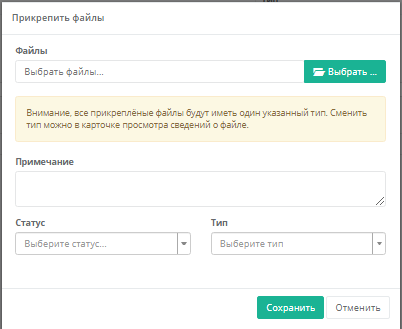 Прикрепить файлы
Файлы
Выбрать файлы...
Выбрать ...
Внимание, все прикреплёные файлы будут иметь один указанный тип. Сменить
тип можно в карточке просмотра сведений о файле.
Примечание
Статус
Тип
Выберите статус...
Выберите тип
Сохранить
Отменить